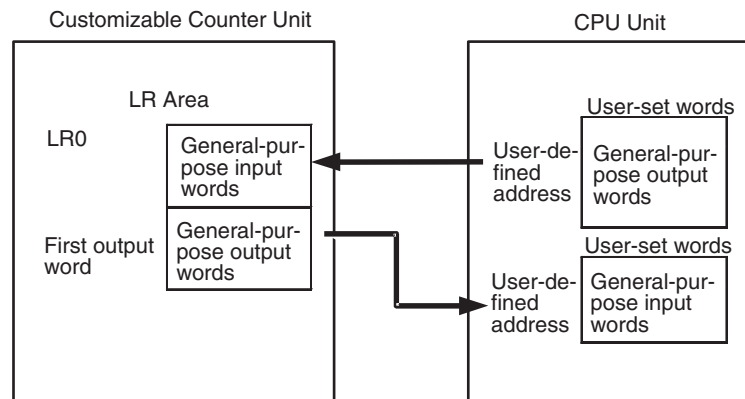 Customizable Counter Unit
CPU Unit
LR Area
LR0
General-pur-
pose input
words
First output
word
General-pur-
pose output
words
User-set words
User-de-
fined
address
General-pur-
pose output
words
User-set words
User-de-
fined
address
General-pur-
pose input
words